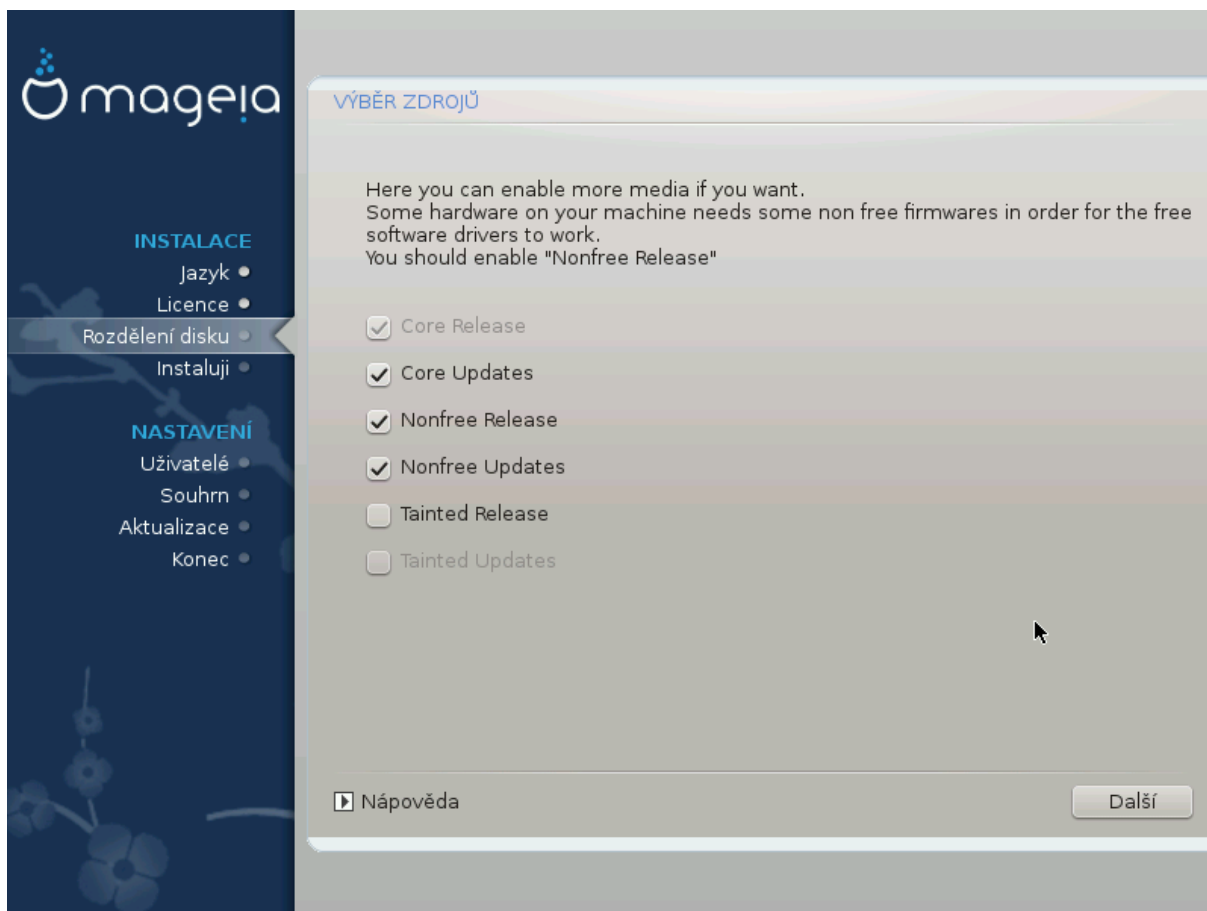 mageia
INSTALACE
Jazyk
Licence
Rozdělení disku
Instaluji
NASTAVENÍ
Uživatelé
Souhrn
Aktualizace
Konec
VÝBĚR ZDROJŮ
Here you can enable more media if you want.
Some hardware on your machine needs some non free firmwares in order for the free
software drivers to work.
You should enable "Nonfree Release"
Core Release
Core Updates
Nonfree Release
Nonfree Updates
Tainted Release
Tainted Updates
Nápověda
Další